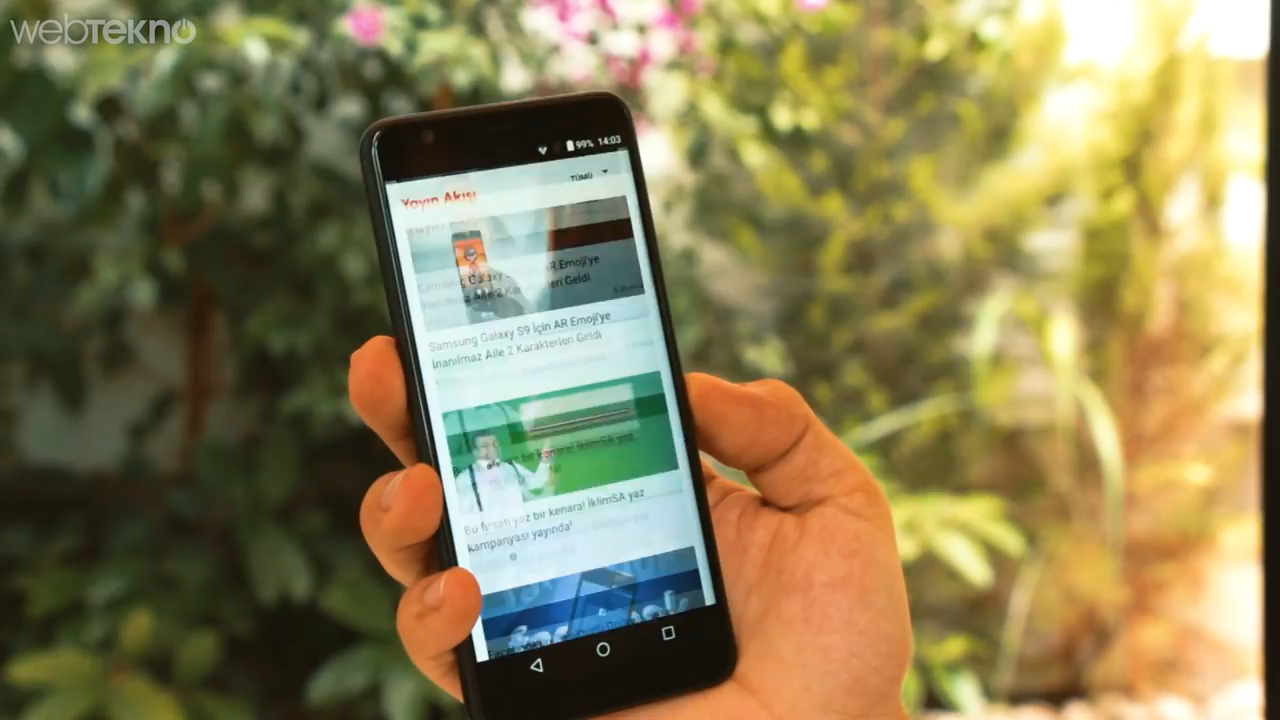 webTEKNO
99% 14:03
TÜMÜ
Yayın Akışı
Samsung Galaxy S9 İçin AR Emoji'ye
İnanılmaz Aile 2 Karakterleri Geldi
Bu fırsatı yaz bir kenara! İklimSA yaz
kampanyası yayında!